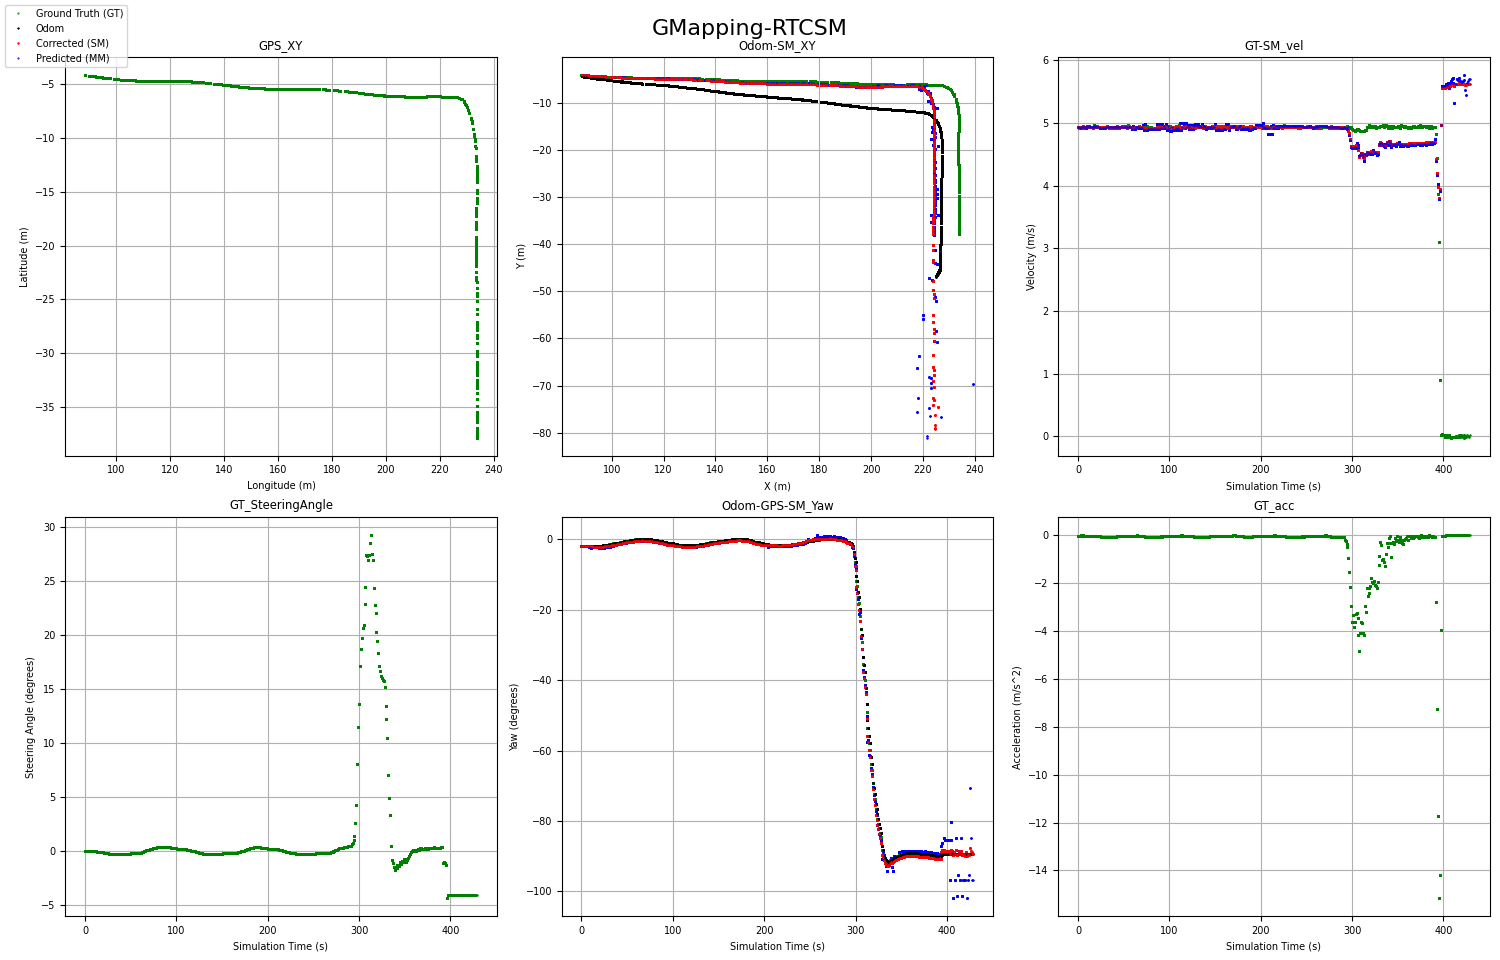 GMapping-RTCSM
Ground Truth (GT)
Odom
Corrected (SM)
Predicted (MM)
GPS_XY
Latitude (m)
−5
−10
−15
−20
−25
−30
−35
100 120 140 160 180 200 220 240
Longitude (m)
Odom-SM_XY
Y (m)
−10
−20
−30
−40
−50
−60
−70
−80
100 120 140 160 180 200 220 240
X (m)
GT-SM_vel
Velocity (m/s)
6
5
4
3
2
1
0
0 100 200 300 400
Simulation Time (s)
GT_SteeringAngle
Steering Angle (degrees)
30
25
20
15
10
5
0
−5
0 100 200 300 400
Simulation Time (s)
Odom-GPS-SM_Yaw
Yaw (degrees)
0
−20
−40
−60
−80
−100
0 100 200 300 400
Simulation Time (s)
GT_acc
Acceleration (m/s^2)
0
−2
−4
−6
−8
−10
−12
−14
0 100 200 300 400
Simulation Time (s)